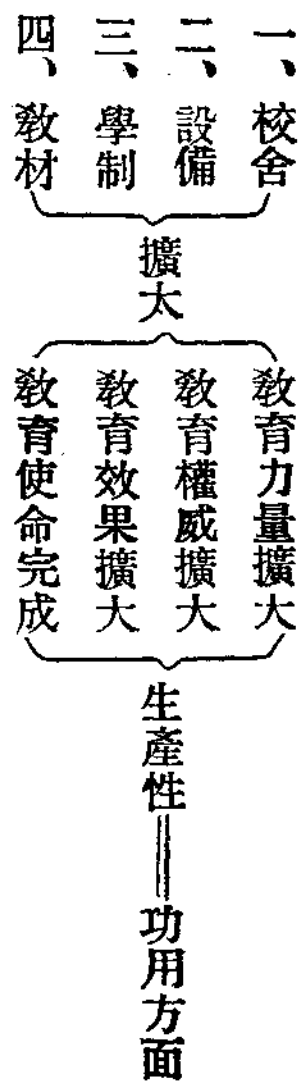 一、校舍
二、設備
三、學制
四、教材
擴大
教育力量擴大
教育權威擴大
教育效果擴大
教育使命完成
生產性══功用方面